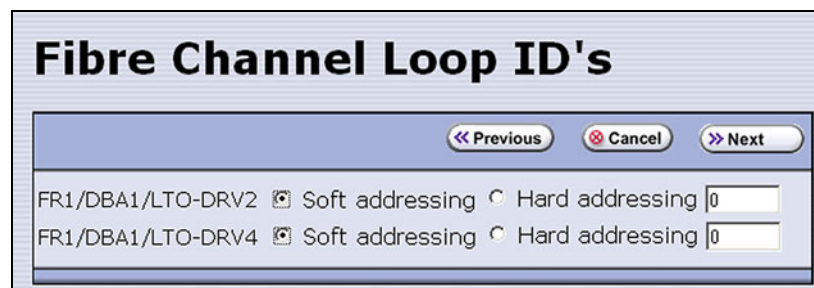 Fibre Channel Loop ID's
Previous Cancel Next
FR1/DBA1/LTO-DRV2 Soft addressing Hard addressing 0
FR1/DBA1/LTO-DRV4 Soft addressing Hard addressing 0